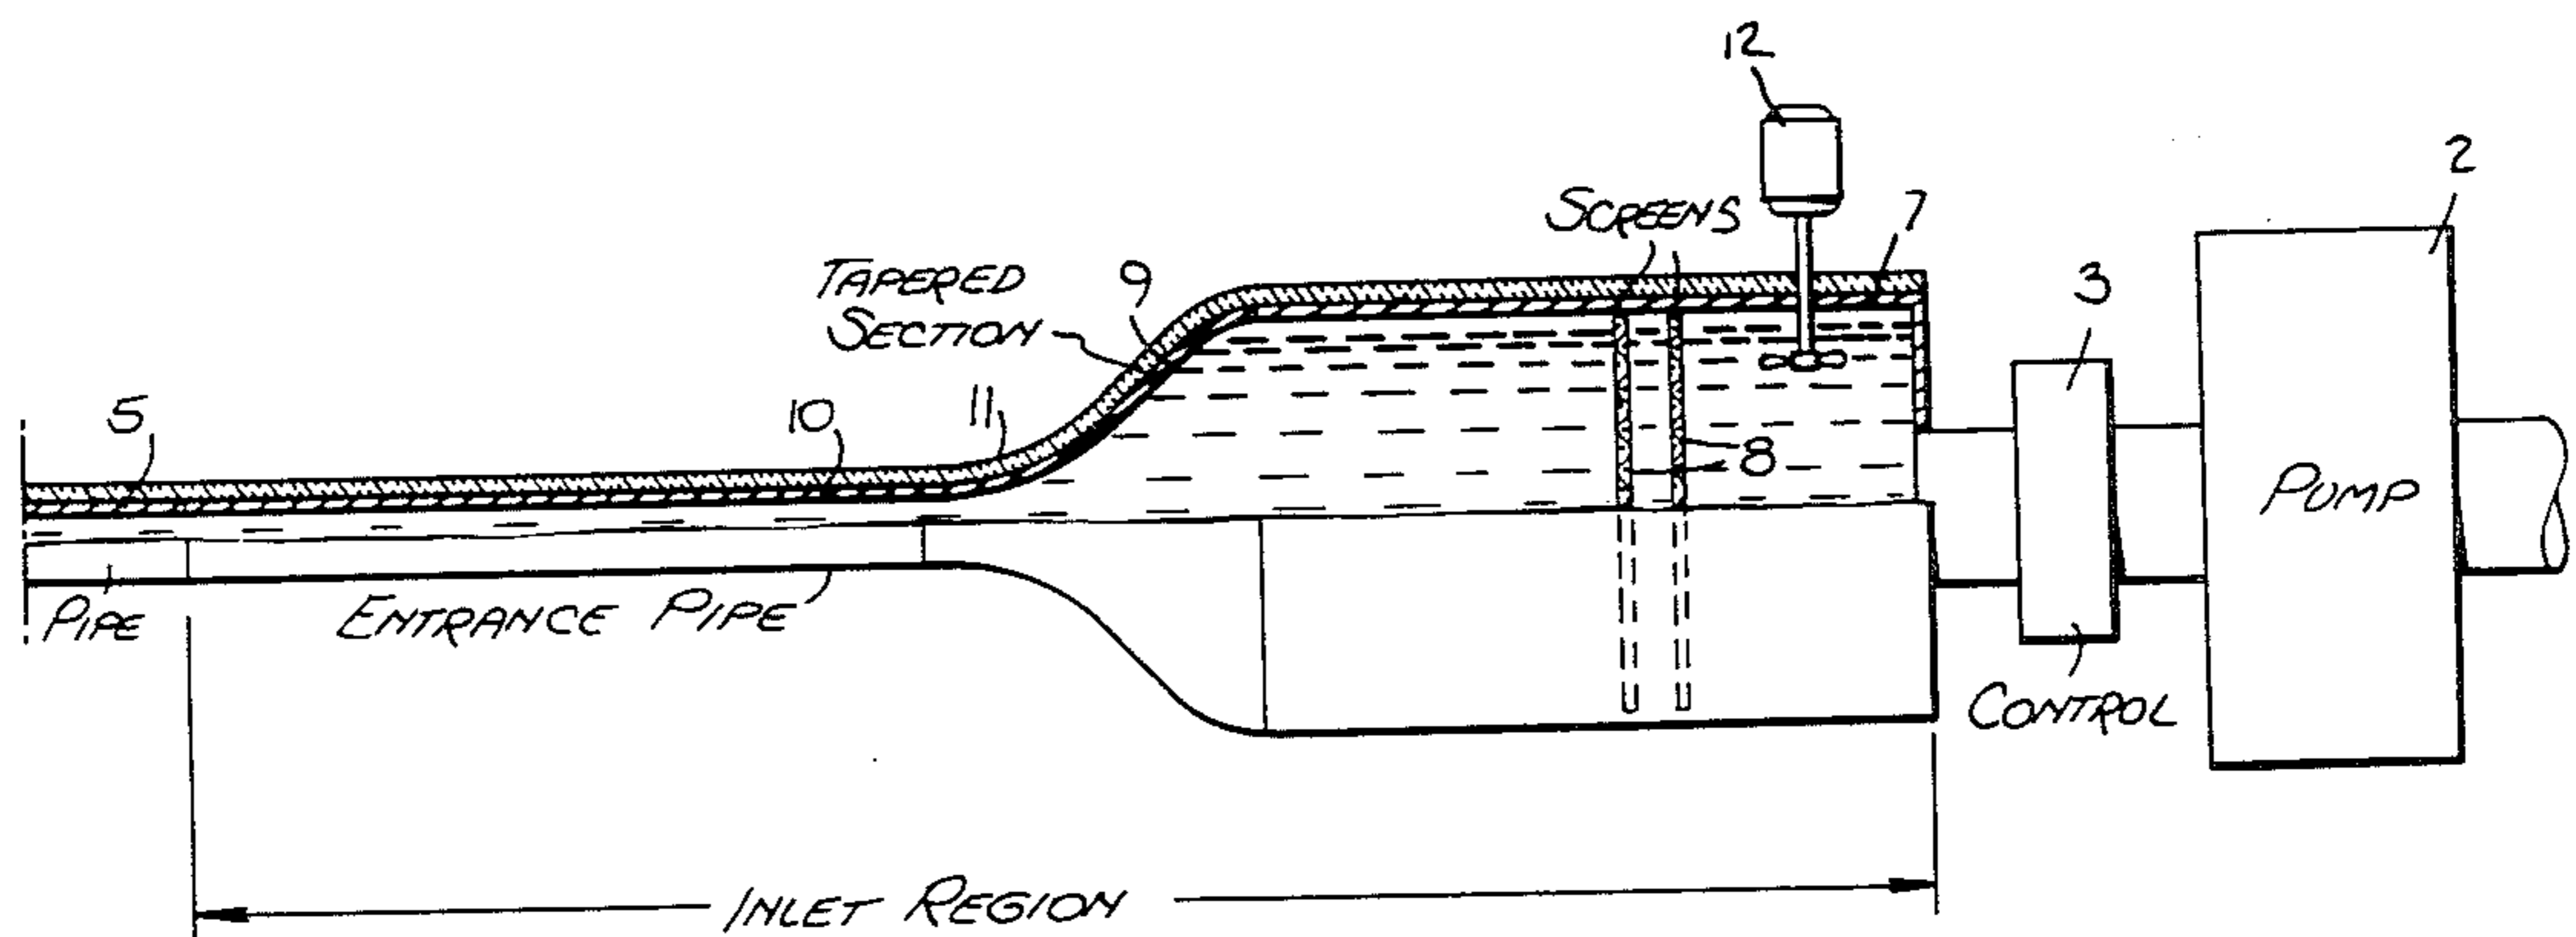 12
2
SCREENS
7
TAPERED
SECTION
9
3
5
10
11
8
PUMP
PIPE
ENTRANCE PIPE
CONTROL
INLET REGION